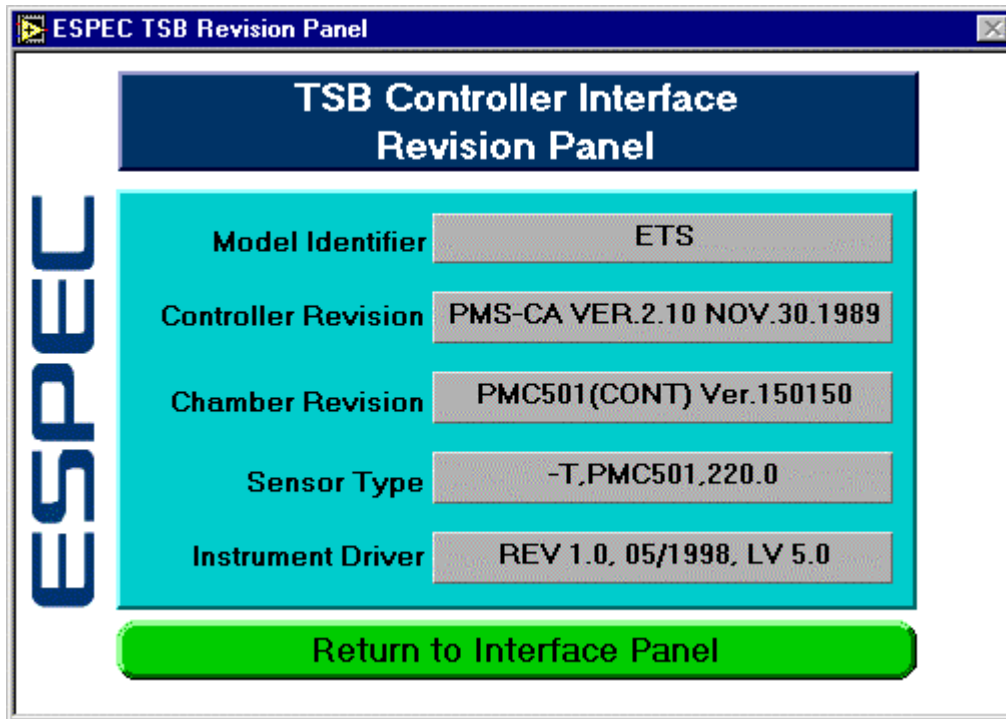 ESPEC TSB Revision Panel
TSB Controller Interface
Revision Panel
ESPEC
Model Identifier ETS
Controller Revision PMS-CA VER.2.10 NOV.30.1989
Chamber Revision PMC501(CONT) Ver.150150
Sensor Type -T,PMC501,220.0
Instrument Driver REV 1.0, 05/1998, LV 5.0
Return to Interface Panel